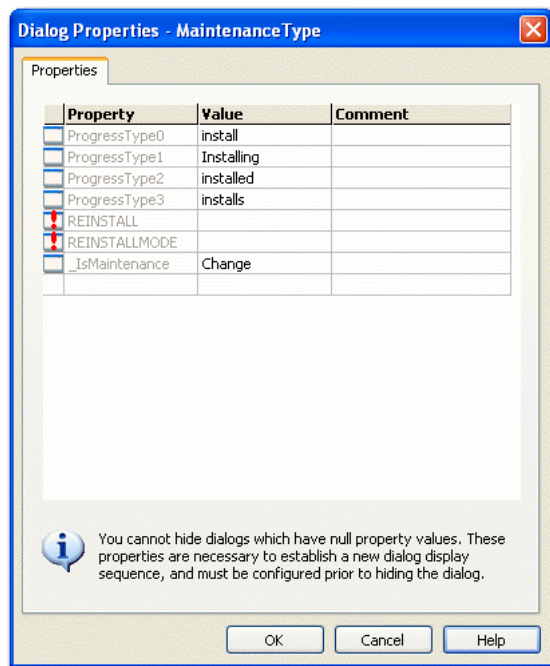 Dialog Properties - MaintenanceType
Properties
Property Value Comment
ProgressType0 install
ProgressType1 Installing
ProgressType2 installed
ProgressType3 installs
REINSTALL
REINSTALLMODE
_IsMaintenance Change
You cannot hide dialogs which have null property values. These
properties are necessary to establish a new dialog display
sequence, and must be configured prior to hiding the dialog.
OK Cancel Help